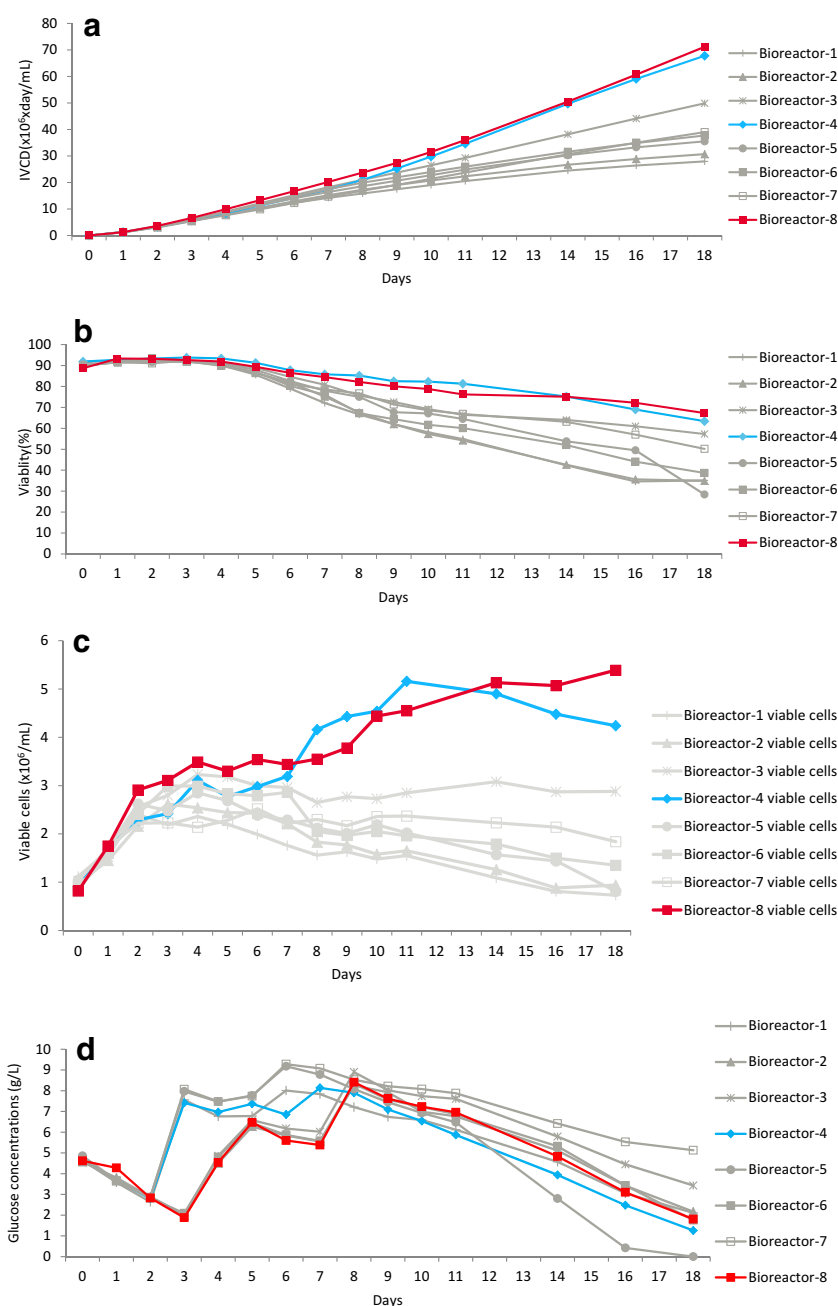 a
IVCD(x10⁶xday/mL)
80
70
60
50
40
30
20
10
0
0 1 2 3 4 5 6 7 8 9 10 11 12 13 14 15 16 17 18
Days
Bioreactor-1
Bioreactor-2
Bioreactor-3
Bioreactor-4
Bioreactor-5
Bioreactor-6
Bioreactor-7
Bioreactor-8
b
Viablity(%)
100
90
80
70
60
50
40
30
20
10
0
0 1 2 3 4 5 6 7 8 9 10 11 12 13 14 15 16 17 18
Days
Bioreactor-1
Bioreactor-2
Bioreactor-3
Bioreactor-4
Bioreactor-5
Bioreactor-6
Bioreactor-7
Bioreactor-8
c
Viable cells (x10⁶/mL)
6
5
4
3
2
1
0
0 1 2 3 4 5 6 7 8 9 10 11 12 13 14 15 16 17 18
Days
Bioreactor-1 viable cells
Bioreactor-2 viable cells
Bioreactor-3 viable cells
Bioreactor-4 viable cells
Bioreactor-5 viable cells
Bioreactor-6 viable cells
Bioreactor-7 viable cells
Bioreactor-8 viable cells
d
Glucose concentrations (g/L)
10
9
8
7
6
5
4
3
2
1
0
0 1 2 3 4 5 6 7 8 9 10 11 12 13 14 15 16 17 18
Days
Bioreactor-1
Bioreactor-2
Bioreactor-3
Bioreactor-4
Bioreactor-5
Bioreactor-6
Bioreactor-7
Bioreactor-8